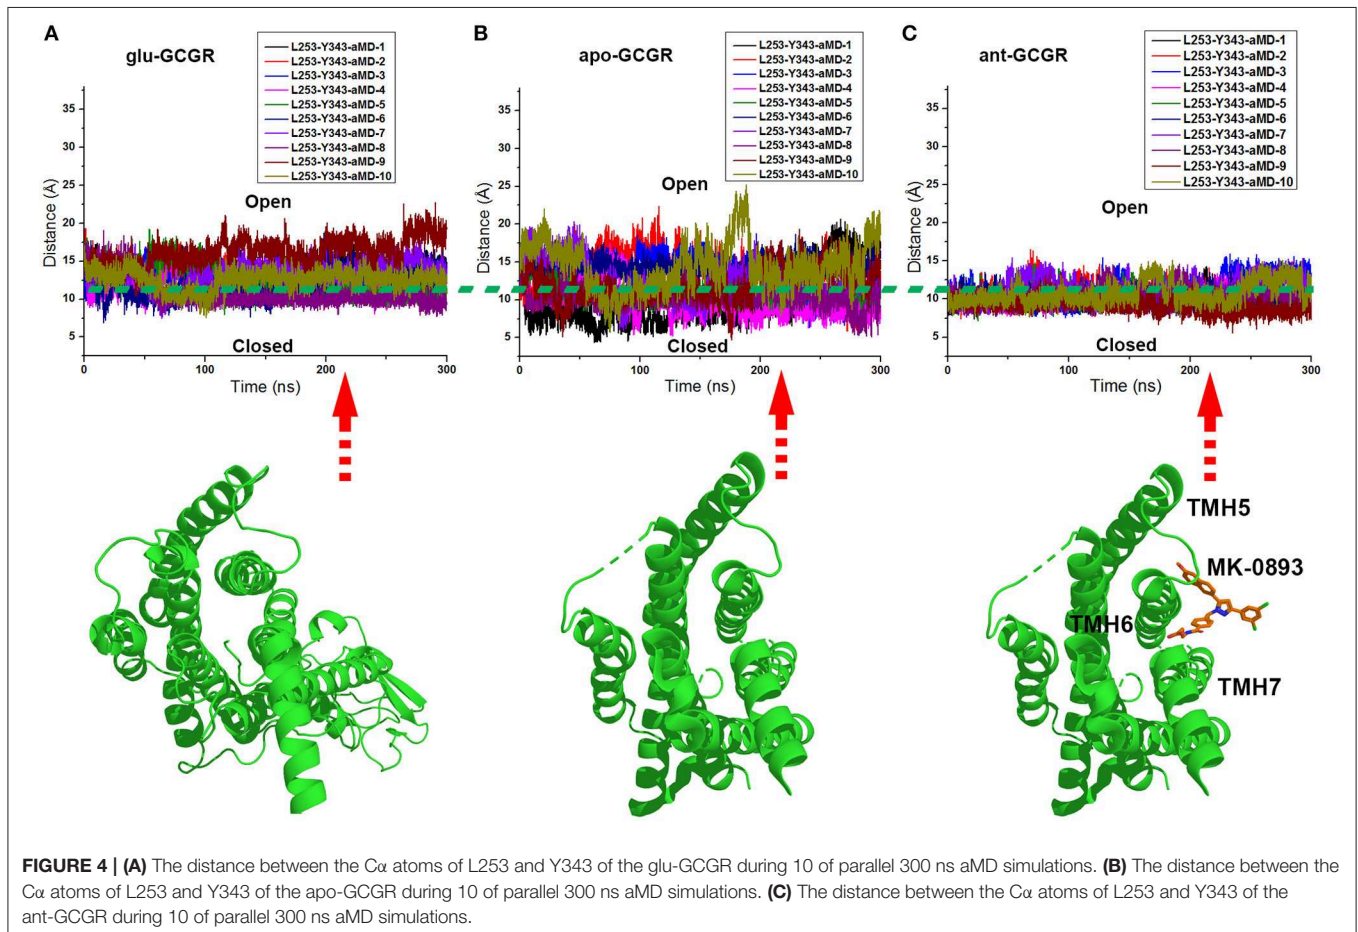 A
glu-GCGR
L253-Y343-aMD-1
L253-Y343-aMD-2
L253-Y343-aMD-3
L253-Y343-aMD-4
L253-Y343-aMD-5
L253-Y343-aMD-6
L253-Y343-aMD-7
L253-Y343-aMD-8
L253-Y343-aMD-9
L253-Y343-aMD-10
Distance (Å)
35
30
25
20
15
10
5
Open
Closed
0
100
200
300
Time (ns)
B
apo-GCGR
L253-Y343-aMD-1
L253-Y343-aMD-2
L253-Y343-aMD-3
L253-Y343-aMD-4
L253-Y343-aMD-5
L253-Y343-aMD-6
L253-Y343-aMD-7
L253-Y343-aMD-8
L253-Y343-aMD-9
L253-Y343-aMD-10
Distance (Å)
35
30
25
20
15
10
5
Open
Closed
0
100
200
300
Time (ns)
C
ant-GCGR
L253-Y343-aMD-1
L253-Y343-aMD-2
L253-Y343-aMD-3
L253-Y343-aMD-4
L253-Y343-aMD-5
L253-Y343-aMD-6
L253-Y343-aMD-7
L253-Y343-aMD-8
L253-Y343-aMD-9
L253-Y343-aMD-10
Distance (Å)
35
30
25
20
15
10
5
Open
Closed
0
100
200
300
Time (ns)
TMH5
MK-0893
TMH6
TMH7
FIGURE 4 | (A) The distance between the Cα atoms of L253 and Y343 of the glu-GCGR during 10 of parallel 300 ns aMD simulations. (B) The distance between the
Cα atoms of L253 and Y343 of the apo-GCGR during 10 of parallel 300 ns aMD simulations. (C) The distance between the Cα atoms of L253 and Y343 of the
ant-GCGR during 10 of parallel 300 ns aMD simulations.